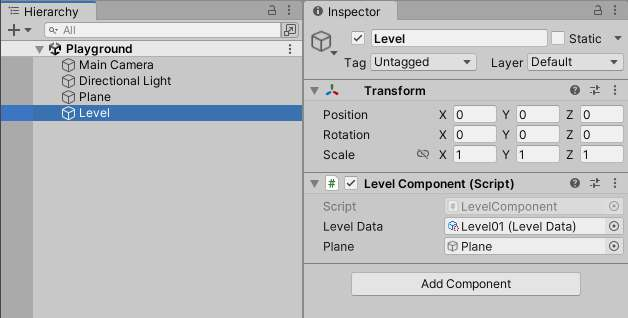 Hierarchy
All
Playground
Main Camera
Directional Light
Plane
Level
Inspector
Level Static
Tag Untagged Layer Default
Transform
Position X 0 Y 0 Z 0
Rotation X 0 Y 0 Z 0
Scale X 1 Y 1 Z 1
# Level Component (Script)
Script # LevelComponent
Level Data Level01 (Level Data)
Plane Plane
Add Component